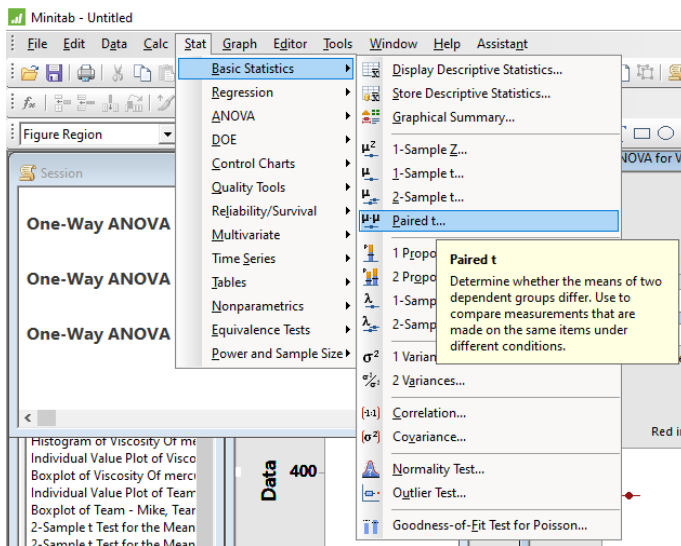 Minitab - Untitled
File Edit Data Calc Stat Graph Editor Tools Window Help Assistant
Basic Statistics
Regression
ANOVA
DOE
Control Charts
Quality Tools
Reliability/Survival
Multivariate
Time Series
Tables
Nonparametrics
Equivalence Tests
Power and Sample Size
Display Descriptive Statistics...
Store Descriptive Statistics...
Graphical Summary...
µ² 1-Sample Z...
µ 1-Sample t...
µ 2-Sample t...
µ-µ Paired t...
1 Propo
2 Propo
λ 1-Samp
λ 2-Samp
σ² 1 Varian
2 Variances...
Correlation...
(σ²) Covariance...
Normality Test...
Outlier Test...
Goodness-of-Fit Test for Poisson...
Paired t
Determine whether the means of two
dependent groups differ. Use to
compare measurements that are
made on the same items under
different conditions.
Figure Region
Session
One-Way ANOVA
One-Way ANOVA
One-Way ANOVA
NOVA for V
Red i
Histogram of Viscosity Of me
Individual Value Plot of Visco
Boxplot of Viscosity Of mercu
Individual Value Plot of Team
Boxplot of Team - Mike, Tear
2-Sample t Test for the Mean
2-Sample t Test for the Mean
Data
400